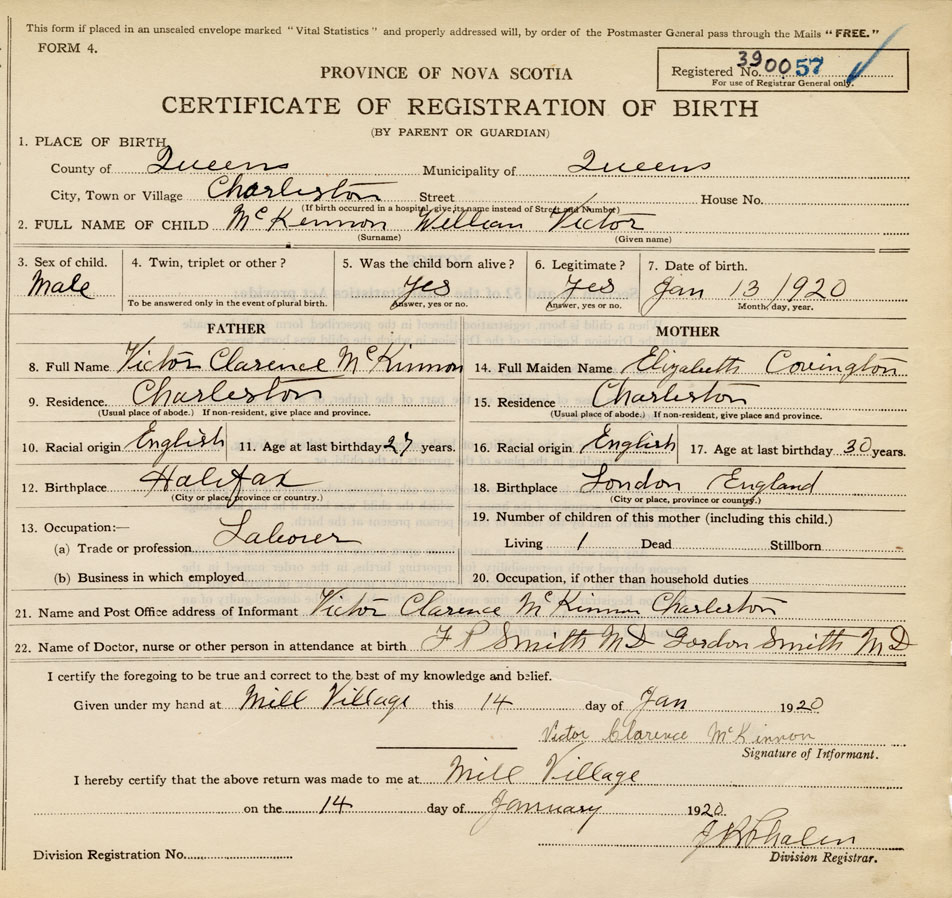 This form if placed in an unsealed envelope marked "Vital Statistics" and properly addressed will, by order of the Postmaster General pass through the Mails "FREE."
FORM 4.
Registered No. 390057
For use of Registrar General only.
PROVINCE OF NOVA SCOTIA
CERTIFICATE OF REGISTRATION OF BIRTH
(BY PARENT OR GUARDIAN)
1. PLACE OF BIRTH
County of Queens Municipality of Queens
City, Town or Village Charleston Street House No.
(If birth occurred in a hospital, give its name instead of Street and Number)
2. FULL NAME OF CHILD McKinnon William Victor
(Surname) (Given name)
3. Sex of child. 4. Twin, triplet or other? 5. Was the child born alive? 6. Legitimate? 7. Date of birth.
Male Yes Yes Jan 13 1920
To be answered only in the event of plural birth. Answer, yes or no. Answer, yes or no. Month, day, year.
FATHER MOTHER
8. Full Name Victor Clarence McKinnon 14. Full Maiden Name Elizabeth Covington
9. Residence. Charleston 15. Residence Charleston
(Usual place of abode.) If non-resident, give place and province. (Usual place of abode.) If non-resident, give place and province.
10. Racial origin English 11. Age at last birthday 27 years. 16. Racial origin English 17. Age at last birthday 30 years.
12. Birthplace Halifax 18. Birthplace London England
(City or place, province or country.) (City or place, province or country.)
13. Occupation:— 19. Number of children of this mother (including this child.)
(a) Trade or profession Laborer Living 1 Dead Stillborn
(b) Business in which employed 20. Occupation, if other than household duties
21. Name and Post Office address of Informant Victor Clarence McKinnon Charleston
22. Name of Doctor, nurse or other person in attendance at birth F P Smith MD Gordon Smith MD
I certify the foregoing to be true and correct to the best of my knowledge and belief.
Given under my hand at Mill Village this 14 day of Jan 1920
Victor Clarence McKinnon
Signature of Informant.
I hereby certify that the above return was made to me at Mill Village
on the 14 day of January 1920
Division Registration No.
Division Registrar.